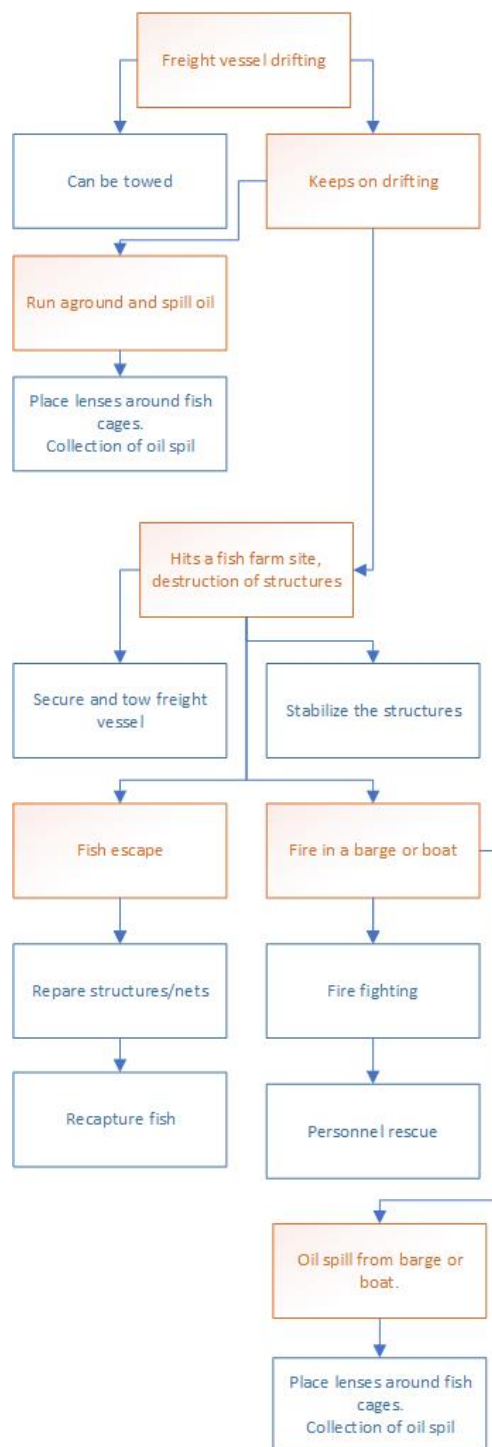 Freight vessel drifting
Can be towed
Keeps on drifting
Run aground and spill oil
Place lenses around fish
cages.
Collection of oil spil
Hits a fish farm site,
destruction of structures
Secure and tow freight
vessel
Stabilize the structures
Fish escape
Fire in a barge or boat
Repare structures/nets
Fire fighting
Recapture fish
Personnel rescue
Oil spill from barge or
boat.
Place lenses around fish
cages.
Collection of oil spil